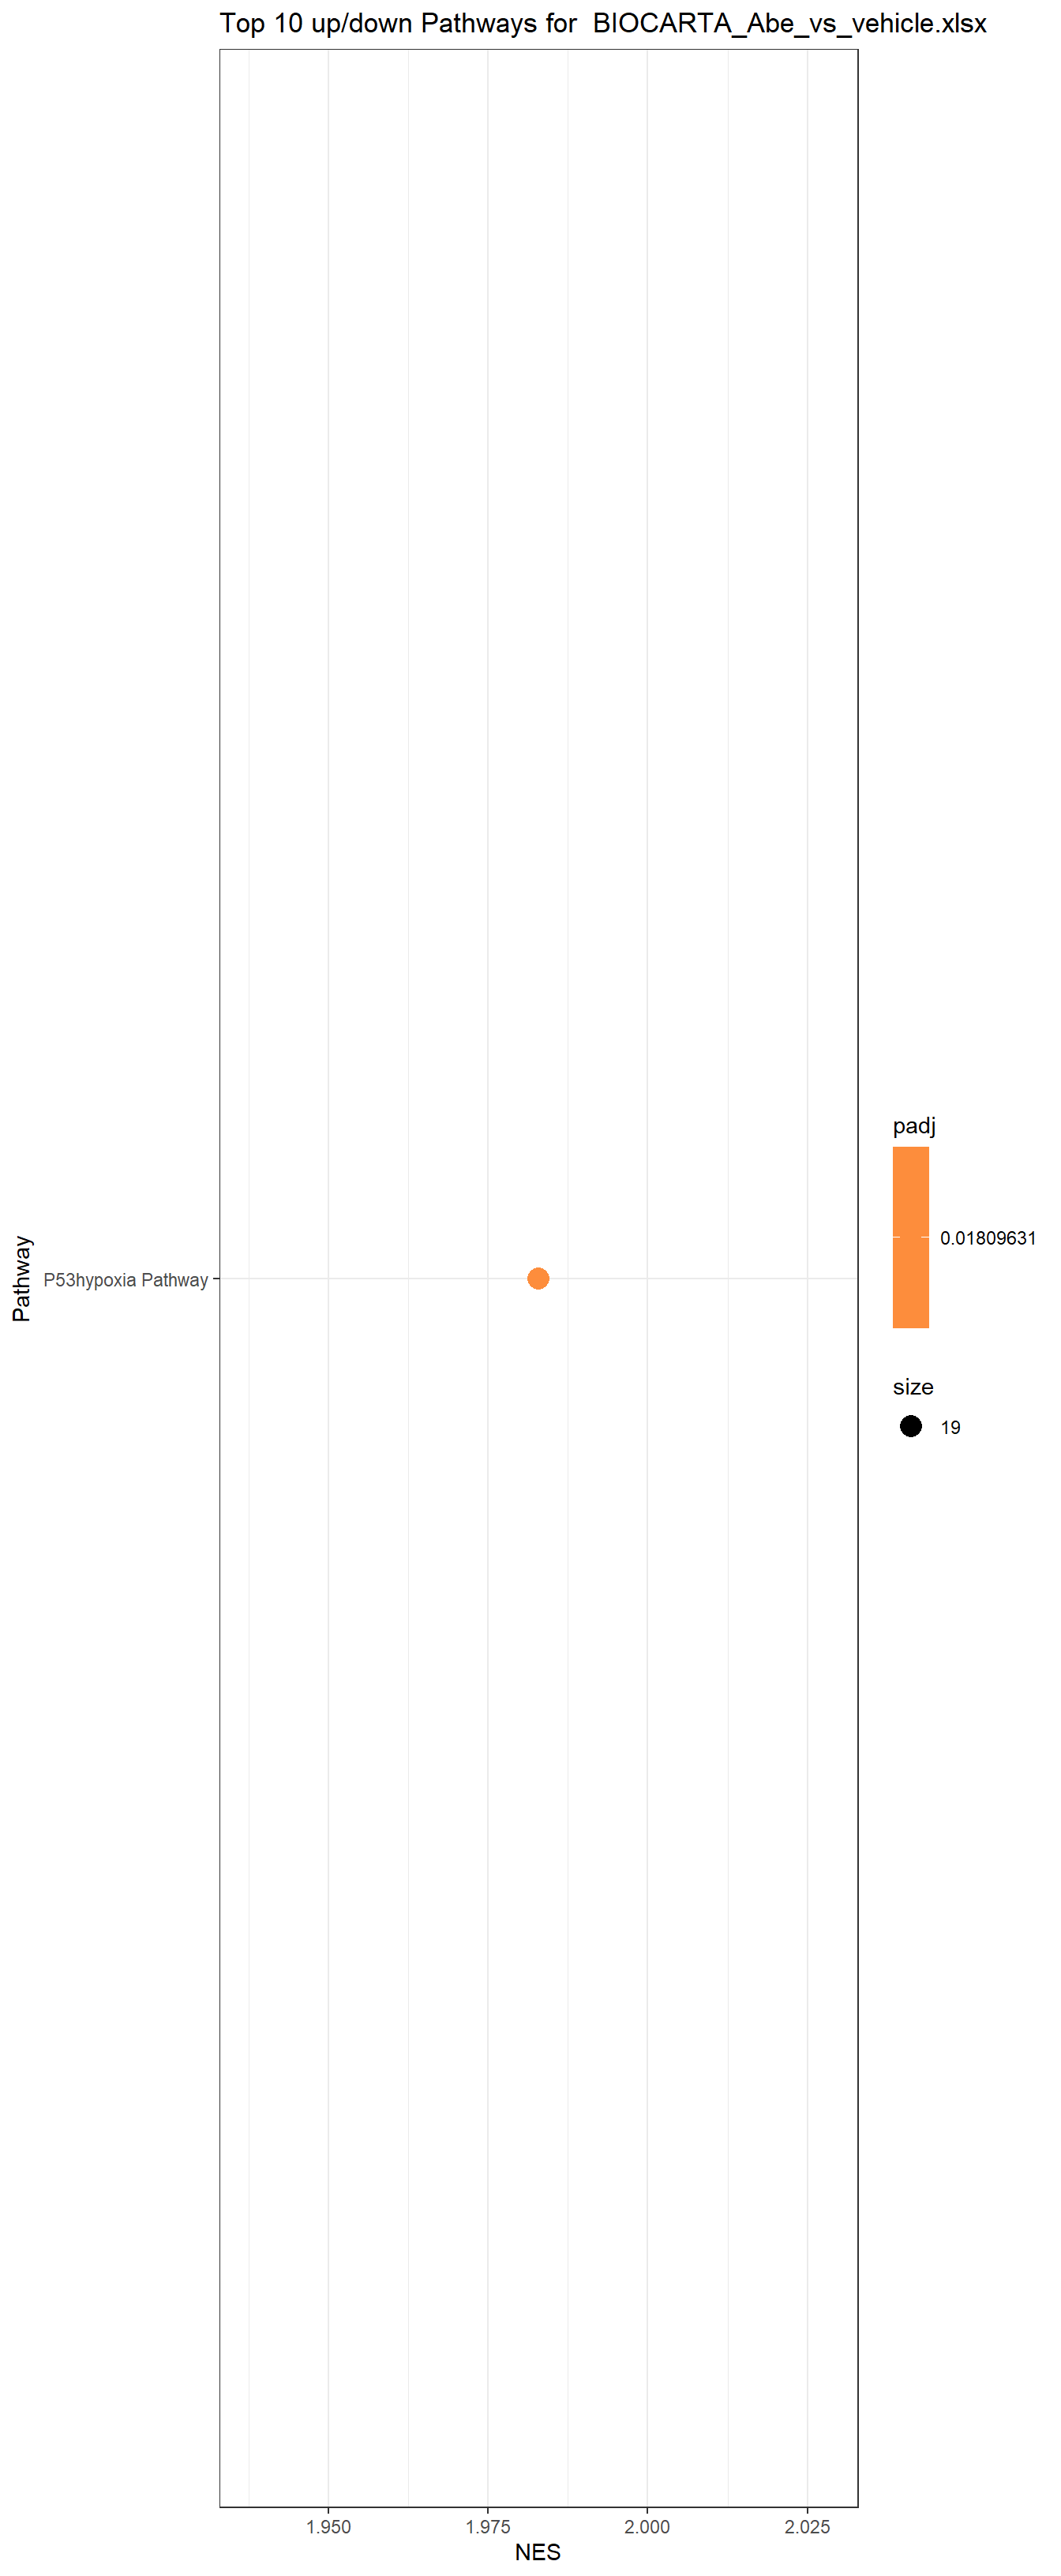 Top 10 up/down Pathways for  BIOCARTA_Abe_vs_vehicle.xlsx
Pathway
P53hypoxia Pathway
padj
0.01809631
size
19
1.950
1.975
2.000
2.025
NES